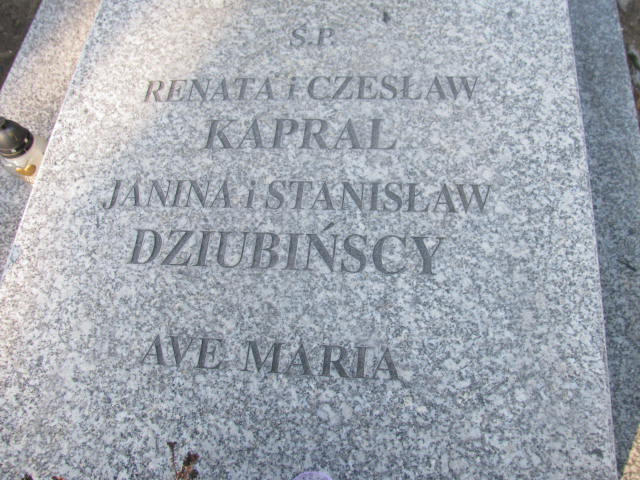 Ś.P.
RENATA i CZESŁAW
KAPRAL
JANINA i STANISŁAW
DZIUBIŃSCY
AVE MARIA